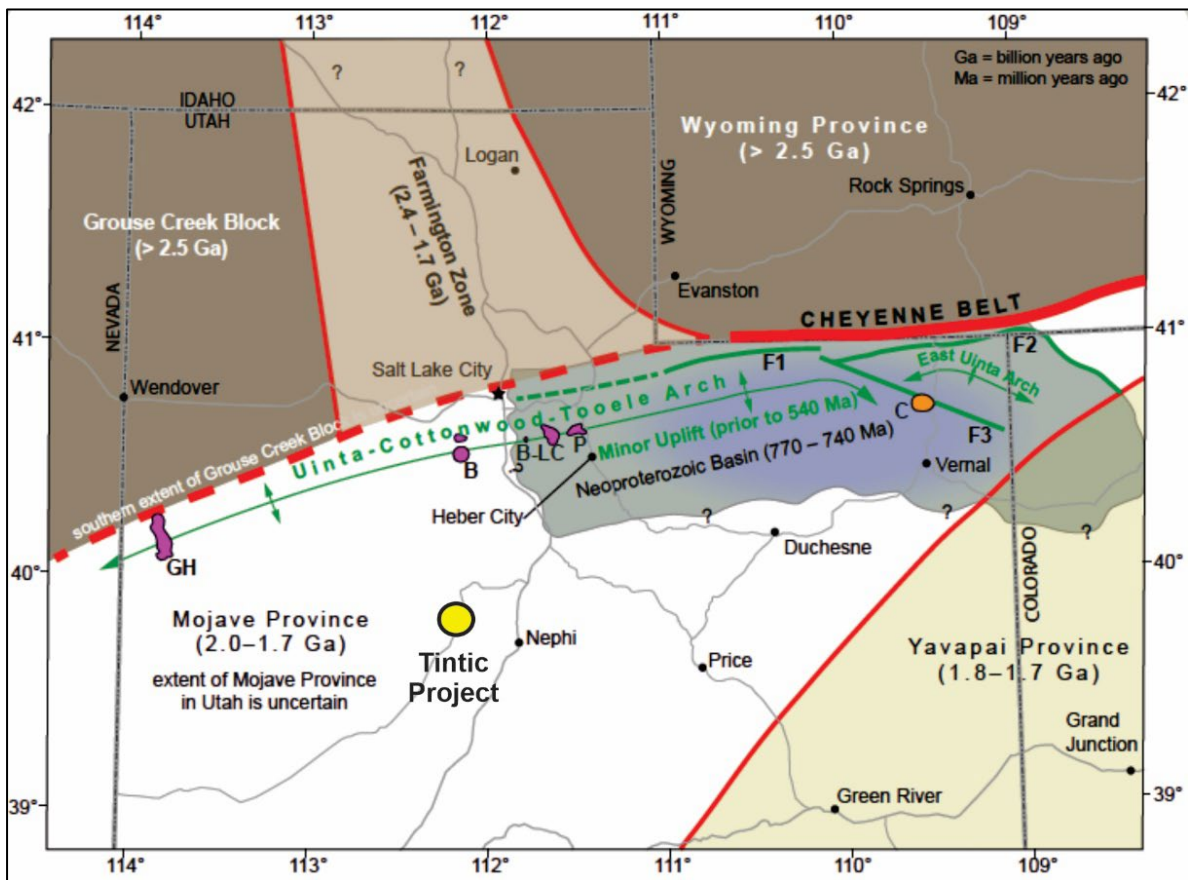 114°
113°
112°
111°
110°
109°
Ga = billion years ago
Ma = million years ago
42°
42°
?
?
IDAHO
UTAH
Wyoming Province
(> 2.5 Ga)
Logan
Rock Springs
Farmington Zone
(2.4 – 1.7 Ga)
WYOMING
Grouse Creek Block
(> 2.5 Ga)
Evanston
NEVADA
CHEYENNE BELT
41°
41°
F1
F2
Salt Lake City
East Uinta
Arch
Wendover
C
Uinta-Cottonwood-Tooele Arch
Minor Uplift (prior to 540 Ma)
F3
B
B-LC
P
Neoproterozoic Basin (770 – 740 Ma)
Vernal
southern extent of Grouse Creek Block
?
Heber City
?
?
?
GH
Duchesne
40°
40°
COLORADO
Mojave Province
(2.0–1.7 Ga)
extent of Mojave Province
in Utah is uncertain
Tintic
Project
Nephi
Price
Yavapai Province
(1.8–1.7 Ga)
Grand
Junction
39°
39°
Green River
114°
113°
112°
111°
110°
109°